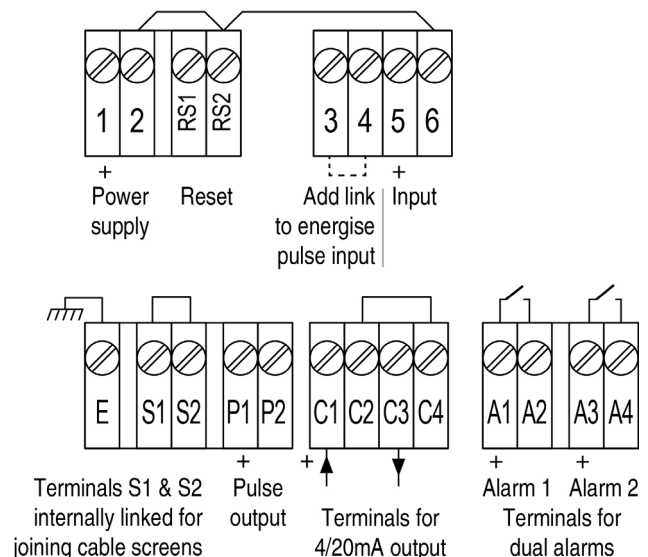 1 2 RS1 RS2 3 4 5 6
+ +
Power supply
Reset
Add link
to energise
pulse input
Input
E S1 S2 P1 P2 C1 C2 C3 C4 A1 A2 A3 A4
+ + + +
Terminals S1 & S2
internally linked for
joining cable screens
Pulse
output
Terminals for
4/20mA output
Alarm 1 Alarm 2
Terminals for
dual alarms